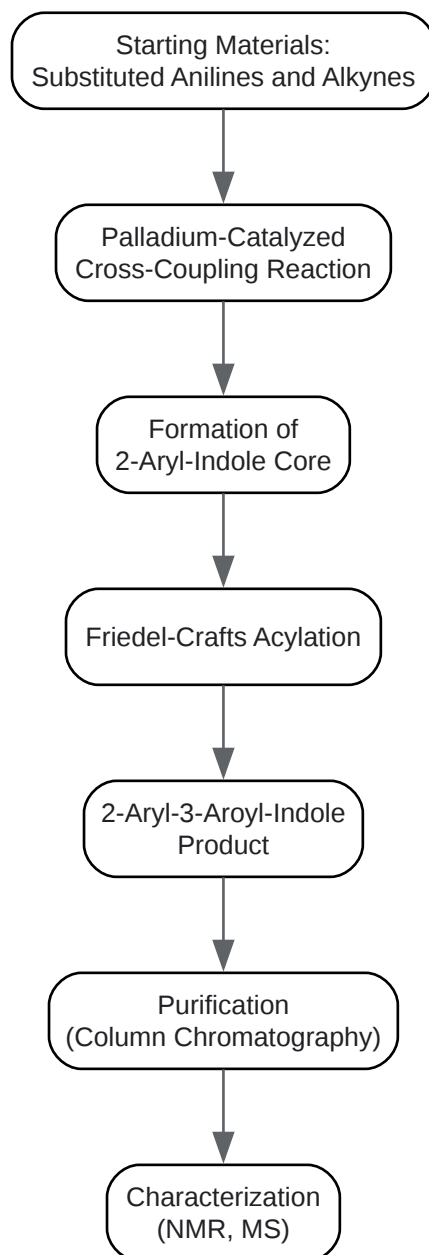 Starting Materials:
Substituted Anilines and Alkynes
Palladium-Catalyzed
Cross-Coupling Reaction
Formation of
2-Aryl-Indole Core
Friedel-Crafts Acylation
2-Aryl-3-Aroyl-Indole
Product
Purification
(Column Chromatography)
Characterization
(NMR, MS)